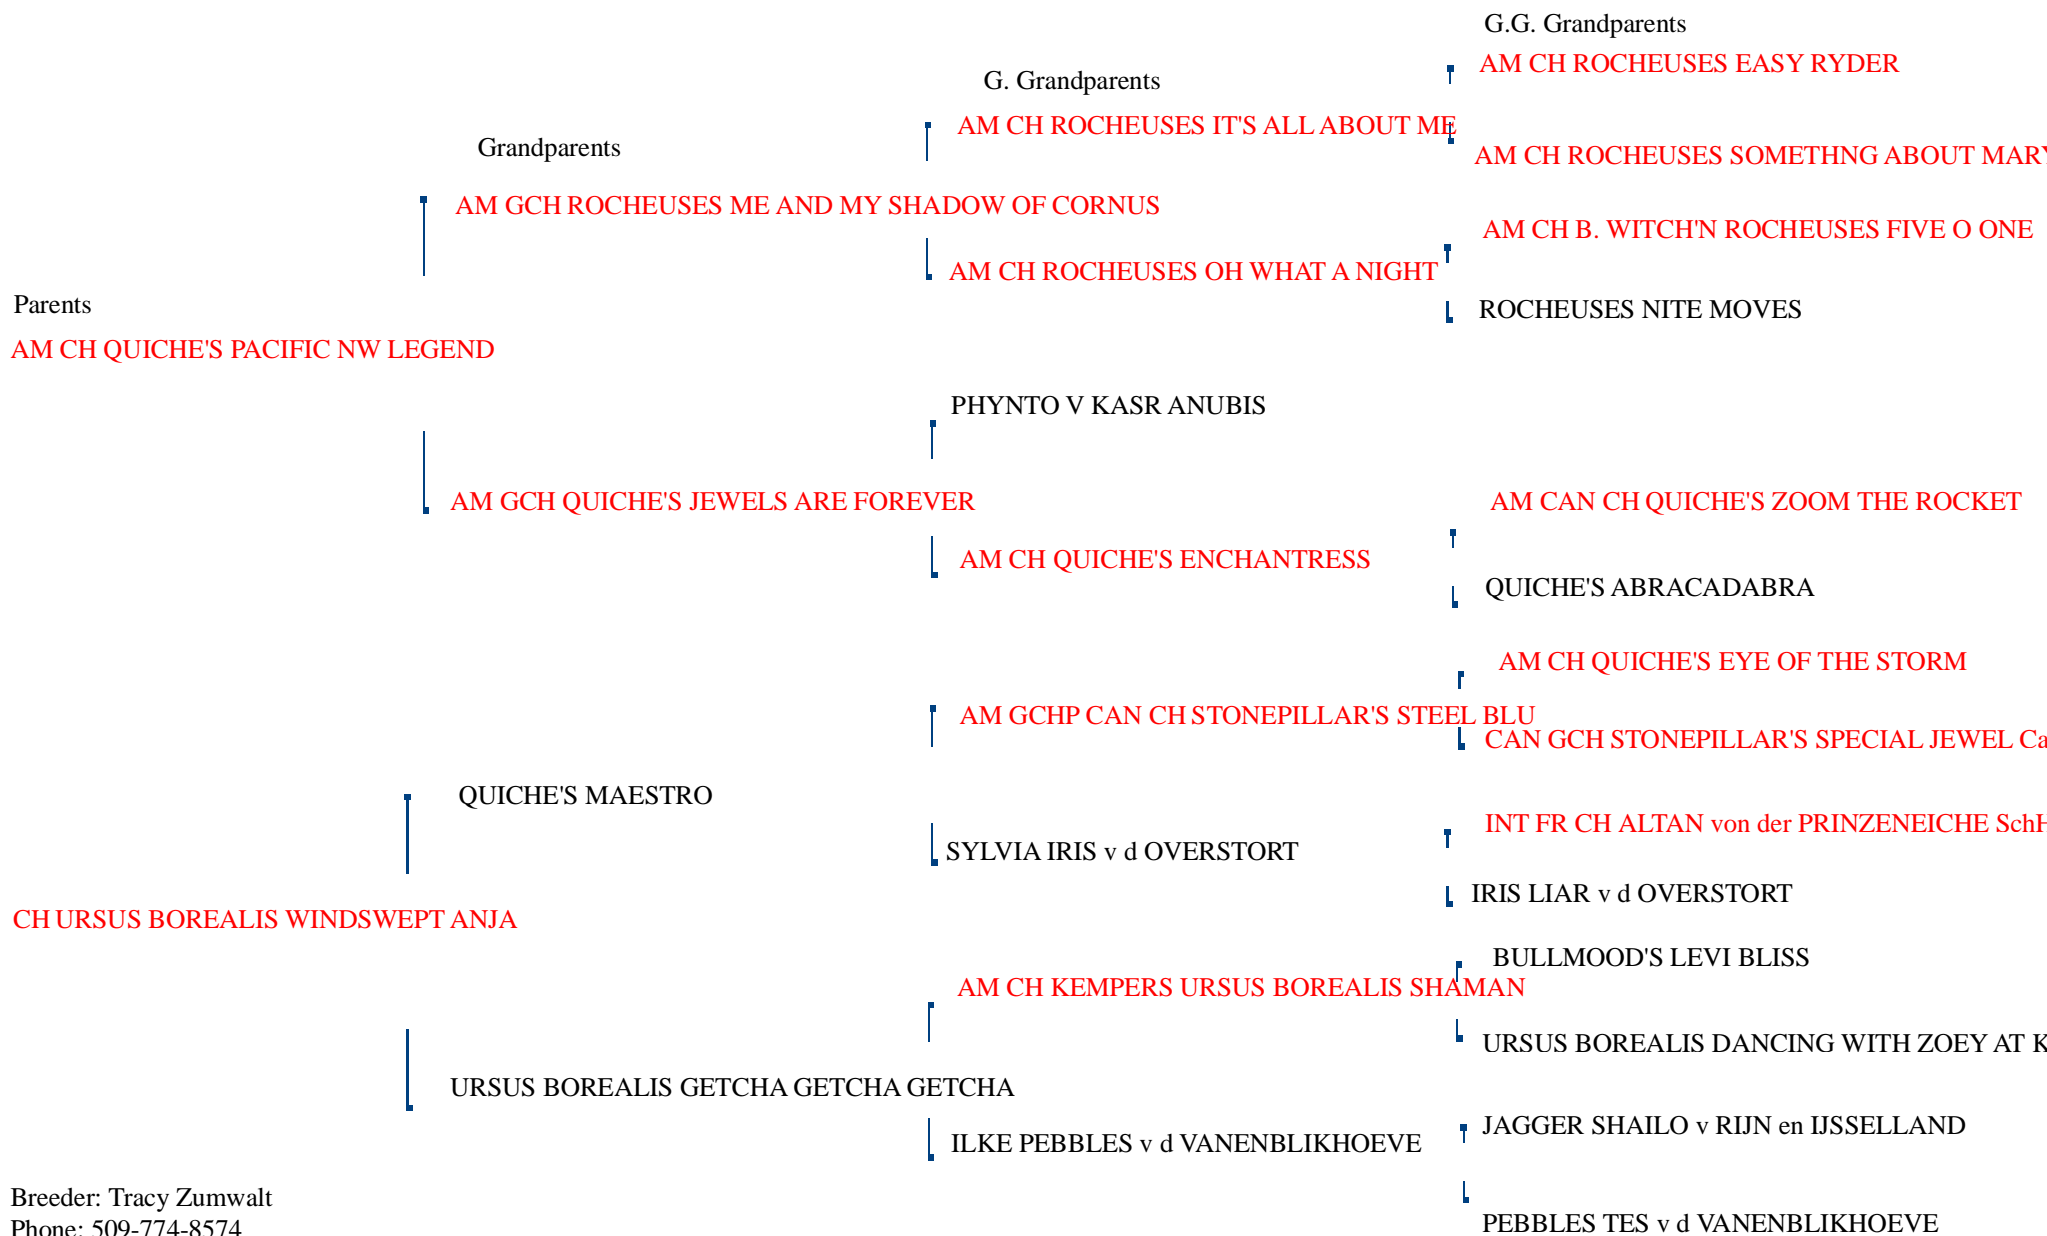 G.G. Grandparents
AM CH ROCHEUSES EASY RYDER
G. Grandparents
AM CH ROCHEUSES IT'S ALL ABOUT ME
Grandparents
AM CH ROCHEUSES SOMETHNG ABOUT MARY
AM GCH ROCHEUSES ME AND MY SHADOW OF CORNUS
AM CH B. WITCH'N ROCHEUSES FIVE O ONE
AM CH ROCHEUSES OH WHAT A NIGHT
Parents
ROCHEUSES NITE MOVES
AM CH QUICHE'S PACIFIC NW LEGEND
PHYNTO V KASR ANUBIS
AM GCH QUICHE'S JEWELS ARE FOREVER
AM CAN CH QUICHE'S ZOOM THE ROCKET
AM CH QUICHE'S ENCHANTRESS
QUICHE'S ABRACADABRA
AM CH QUICHE'S EYE OF THE STORM
AM GCHP CAN CH STONEPILLAR'S STEEL BLU
CAN GCH STONEPILLAR'S SPECIAL JEWEL Ca
QUICHE'S MAESTRO
INT FR CH ALTAN von der PRINZENEICHE SchH
SYLVIA IRIS v d OVERSTORT
IRIS LIAR v d OVERSTORT
CH URSUS BOREALIS WINDSWEPT ANJA
BULLMOOD'S LEVI BLISS
AM CH KEMPERS URSUS BOREALIS SHAMAN
URSUS BOREALIS DANCING WITH ZOEY AT K
URSUS BOREALIS GETCHA GETCHA GETCHA
JAGGER SHAILO v RIJN en IJSSELLAND
ILKE PEBBLES v d VANENBLIKHOEVE
PEBBLES TES v d VANENBLIKHOEVE
Breeder: Tracy Zumwalt
Phone: 509-774-8574